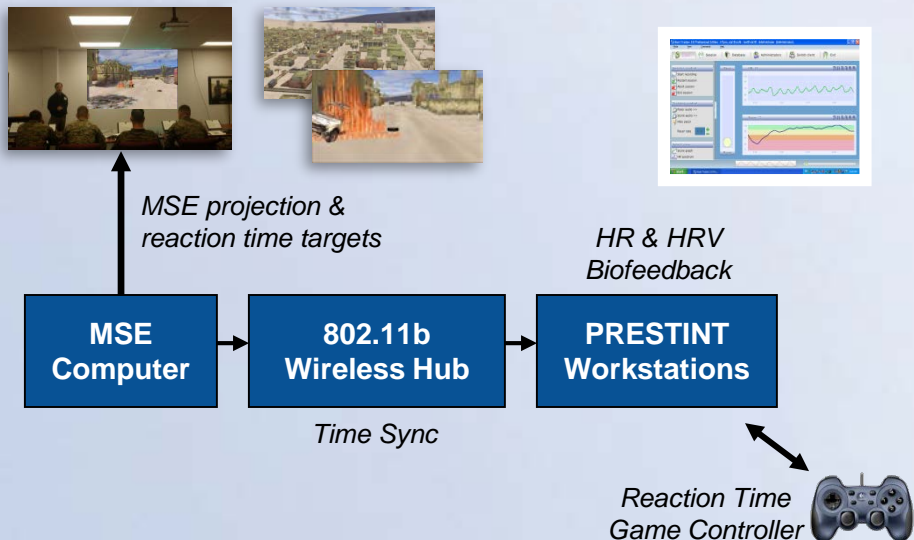 MSE projection &
reaction time targets
HR & HRV
Biofeedback
MSE
Computer
802.11b
Wireless Hub
PRESTINT
Workstations
Time Sync
Reaction Time
Game Controller